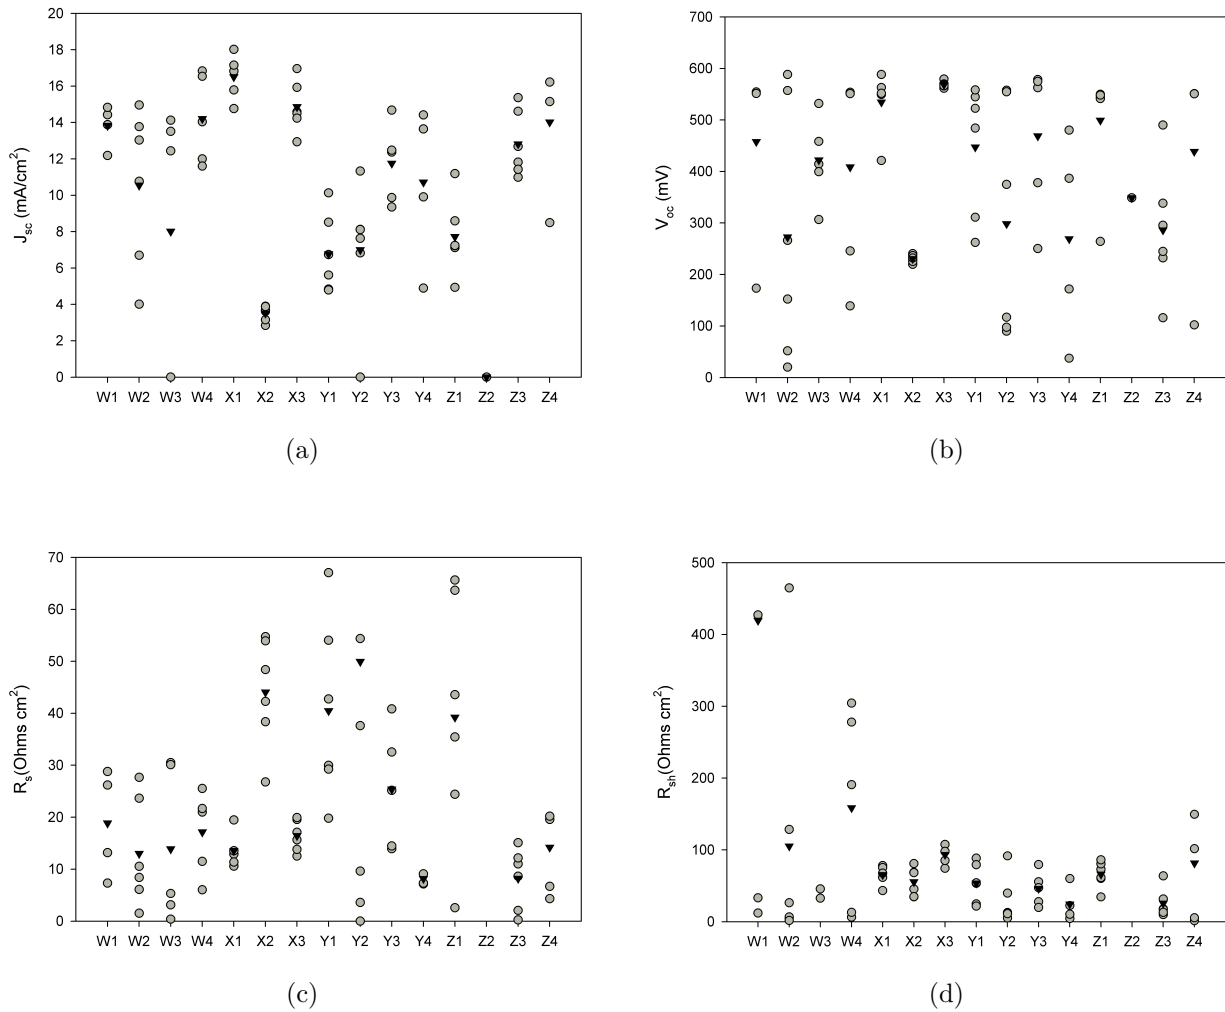 20
18
16
14
12
10
8
6
4
2
0
J_sc (mA/cm²)
W1 W2 W3 W4 X1 X2 X3 Y1 Y2 Y3 Y4 Z1 Z2 Z3 Z4
(a)
700
600
500
400
300
200
100
0
V_oc (mV)
W1 W2 W3 W4 X1 X2 X3 Y1 Y2 Y3 Y4 Z1 Z2 Z3 Z4
(b)
70
60
50
40
30
20
10
0
R_s(Ohms cm²)
W1 W2 W3 W4 X1 X2 X3 Y1 Y2 Y3 Y4 Z1 Z2 Z3 Z4
(c)
500
400
300
200
100
0
R_sh(Ohms cm²)
W1 W2 W3 W4 X1 X2 X3 Y1 Y2 Y3 Y4 Z1 Z2 Z3 Z4
(d)